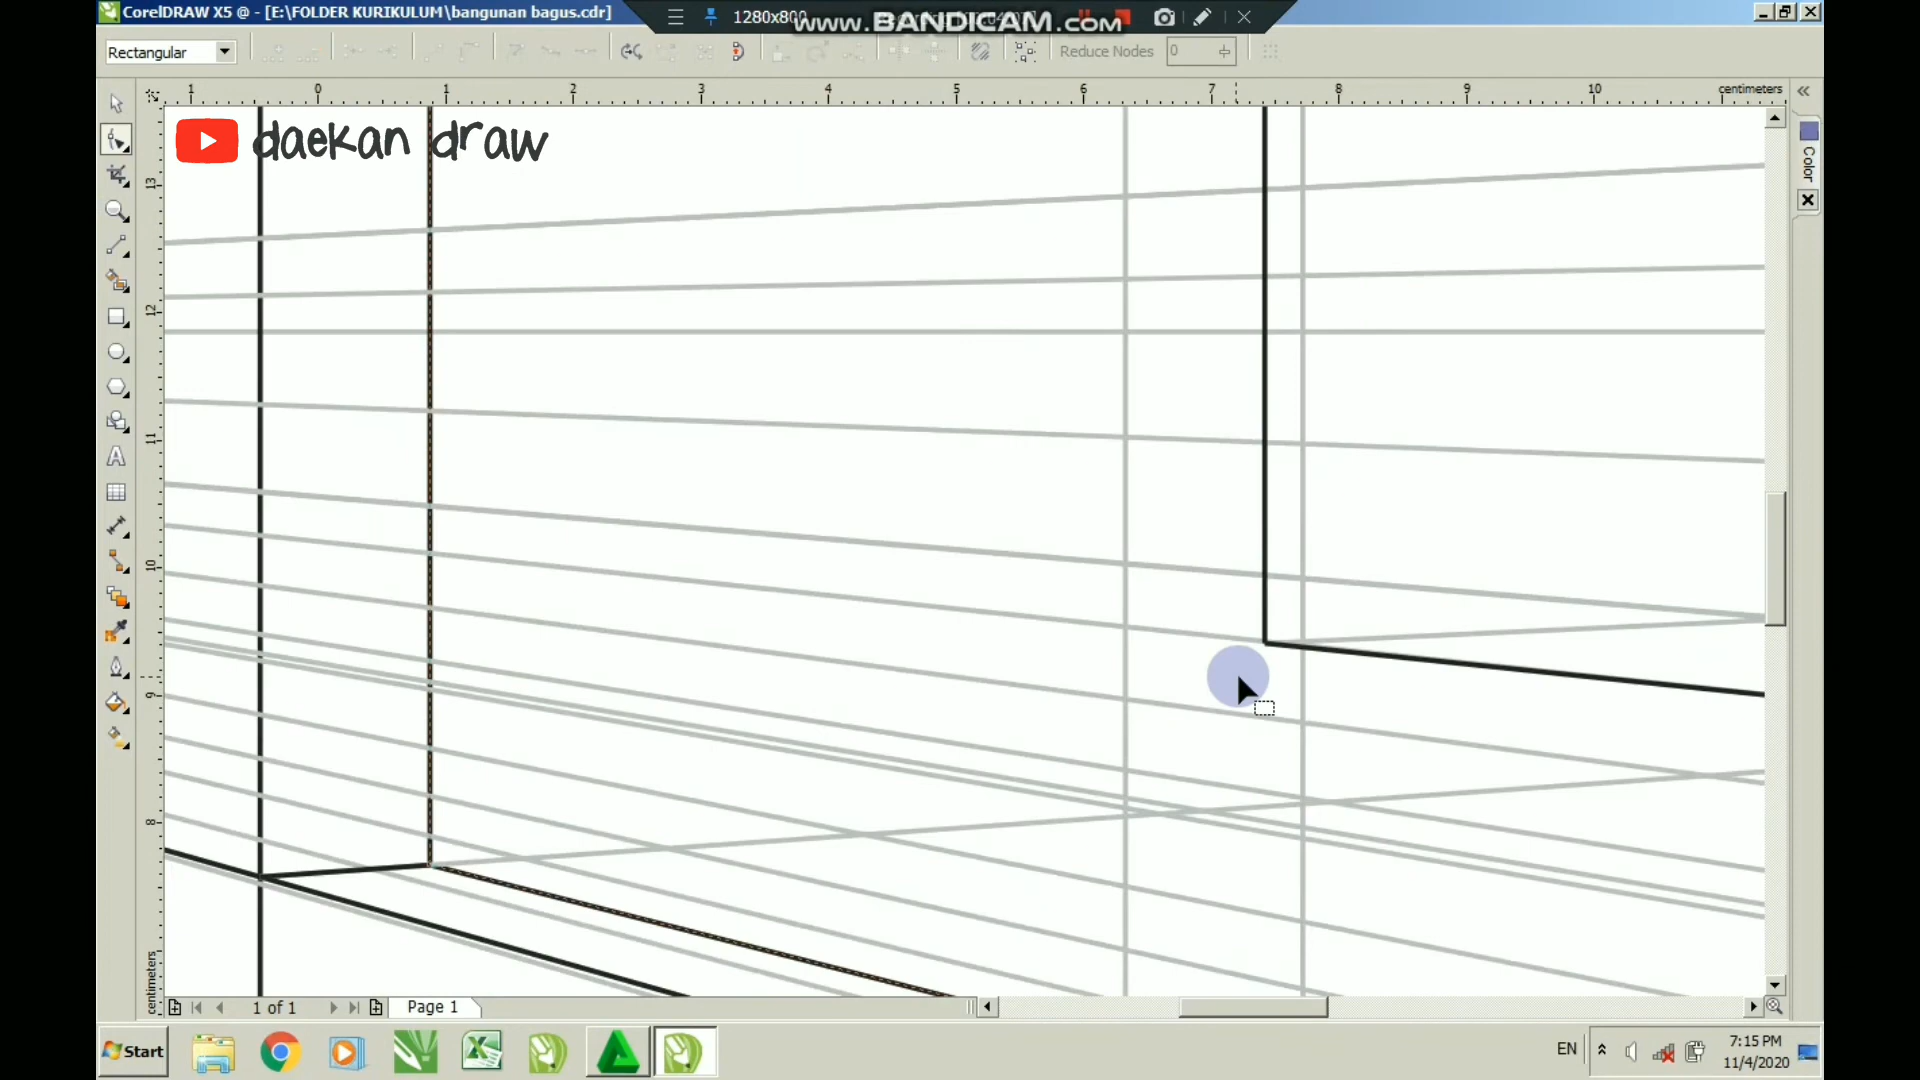 CorelDRAW X5 @ - [E:\FOLDER KURIKULUM\bangunan bagus.cdr]
1280x800
www.BANDICAM.com
Rectangular
Reduce Nodes 0
1 0 1 2 3 4 5 6 7 8 9 10 centimeters
daekan draw
Color
13
12
11
10
9
8
centimeters
1 of 1
Page 1
Start
EN
7:15 PM
11/4/2020